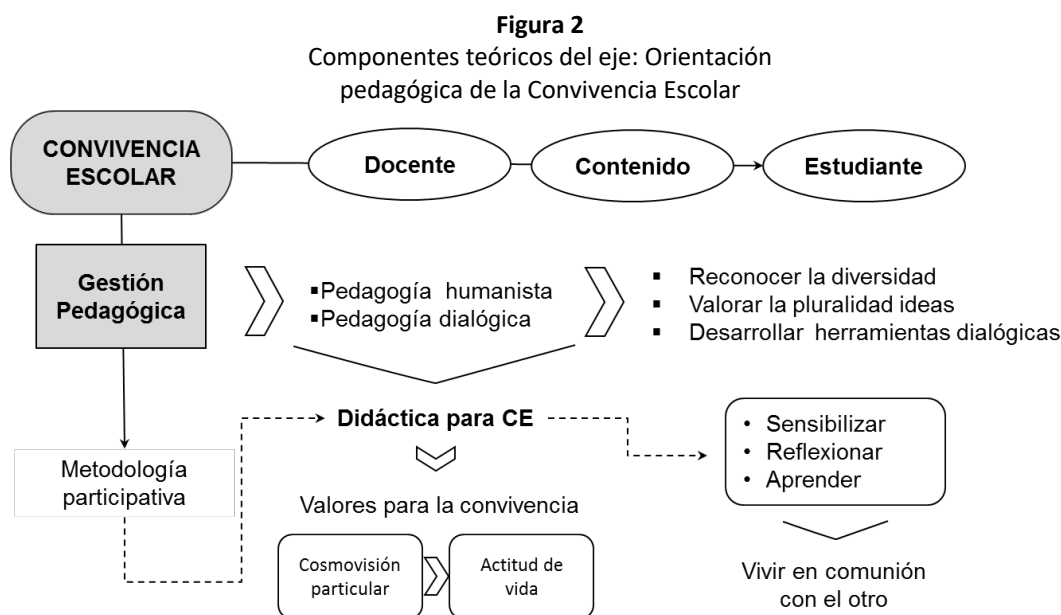 Figura 2
Componentes teóricos del eje: Orientación
pedagógica de la Convivencia Escolar
CONVIVENCIA
ESCOLAR
Docente
Contenido
Estudiante
Gestión
Pedagógica
▪Pedagogía humanista
▪Pedagogía dialógica
▪ Reconocer la diversidad
▪ Valorar la pluralidad ideas
▪ Desarrollar herramientas dialógicas
Didáctica para CE
• Sensibilizar
• Reflexionar
• Aprender
Metodología
participativa
Valores para la convivencia
Cosmovisión
particular
Actitud de
vida
Vivir en comunión
con el otro